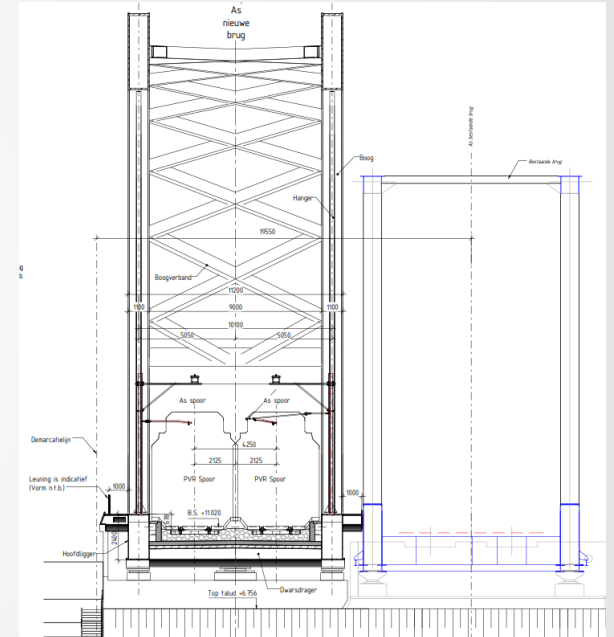 As
nieuwe
brug
As bestaande brug
Boog
Bestaande brug
Hanger
19550
Boogverband
11200
1100
9000
1100
10100
5050
5050
As spoor
As spoor
Demarcatielijn
4250
2125
2125
Leuning is indicatief
(Vorm n.t.b.)
1000
PVR Spoor
PVR Spoor
1000
B.S. +11.020
Hoofdligger
Dwarsdrager
Top talud +6.756